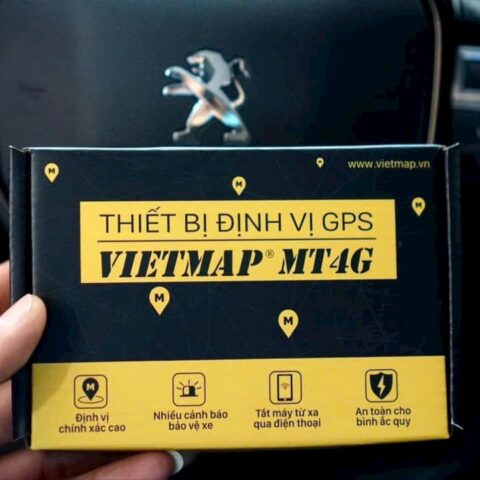 www.vietmap.vn
THIẾT BỊ ĐỊNH VỊ GPS
VIETMAP® MT4G
M
M
M
M
M
M
Định vị
chính xác cao
Nhiều cảnh báo
bảo vệ xe
Tắt máy từ xa
qua điện thoại
An toàn cho
bình ắc quy